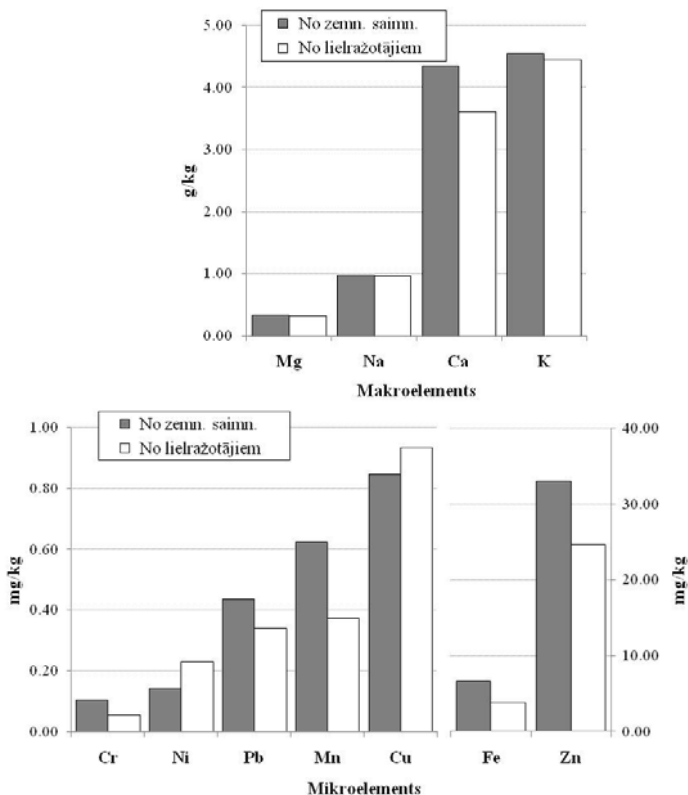 5.00
4.00
3.00
2.00
1.00
0.00
g/kg
No zemn. saimn.
No lielražotājiem
Mg Na Ca K
Makroelements
1.00
0.80
0.60
0.40
0.20
0.00
mg/kg
No zemn. saimn.
No lielražotājiem
Cr Ni Pb Mn Cu
40.00
30.00
20.00
10.00
0.00
mg/kg
Fe Zn
Mikroelements